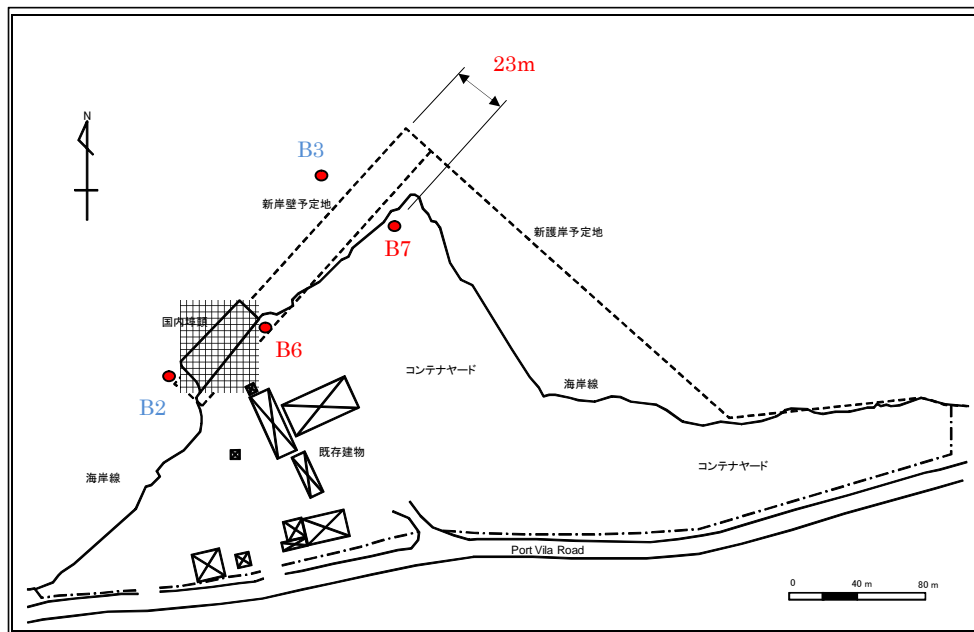 23m
N
B3
新岸壁予定地
新護岸予定地
B7
国内埠頭
B6
コンテナヤード
海岸線
B2
既存建物
コンテナヤード
海岸線
Port Vila Road
0 40 m 80 m